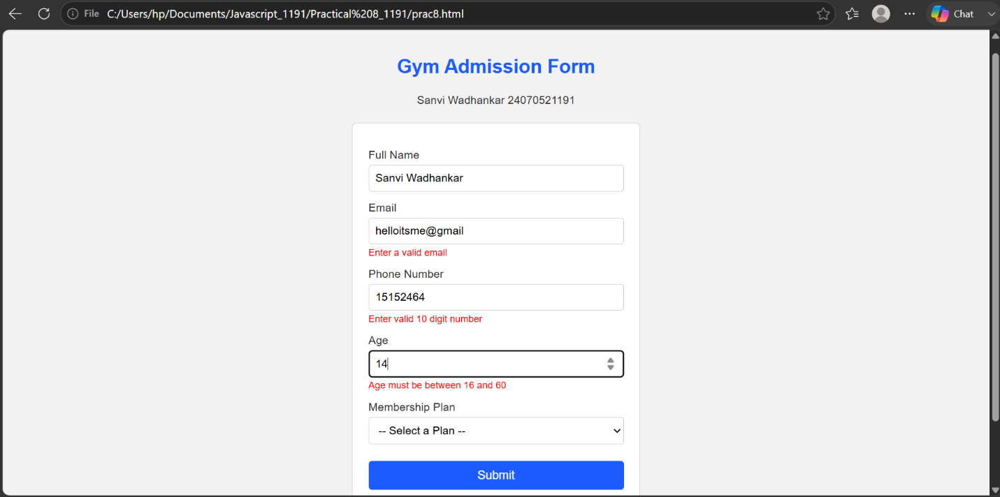 File C:/Users/hp/Documents/Javascript_1191/Practical%208_1191/prac8.html Chat
Gym Admission Form
Sanvi Wadhankar 24070521191
Full Name
Sanvi Wadhankar
Email
helloitsme@gmail
Enter a valid email
Phone Number
15152464
Enter valid 10 digit number
Age
14
Age must be between 16 and 60
Membership Plan
-- Select a Plan --
Submit